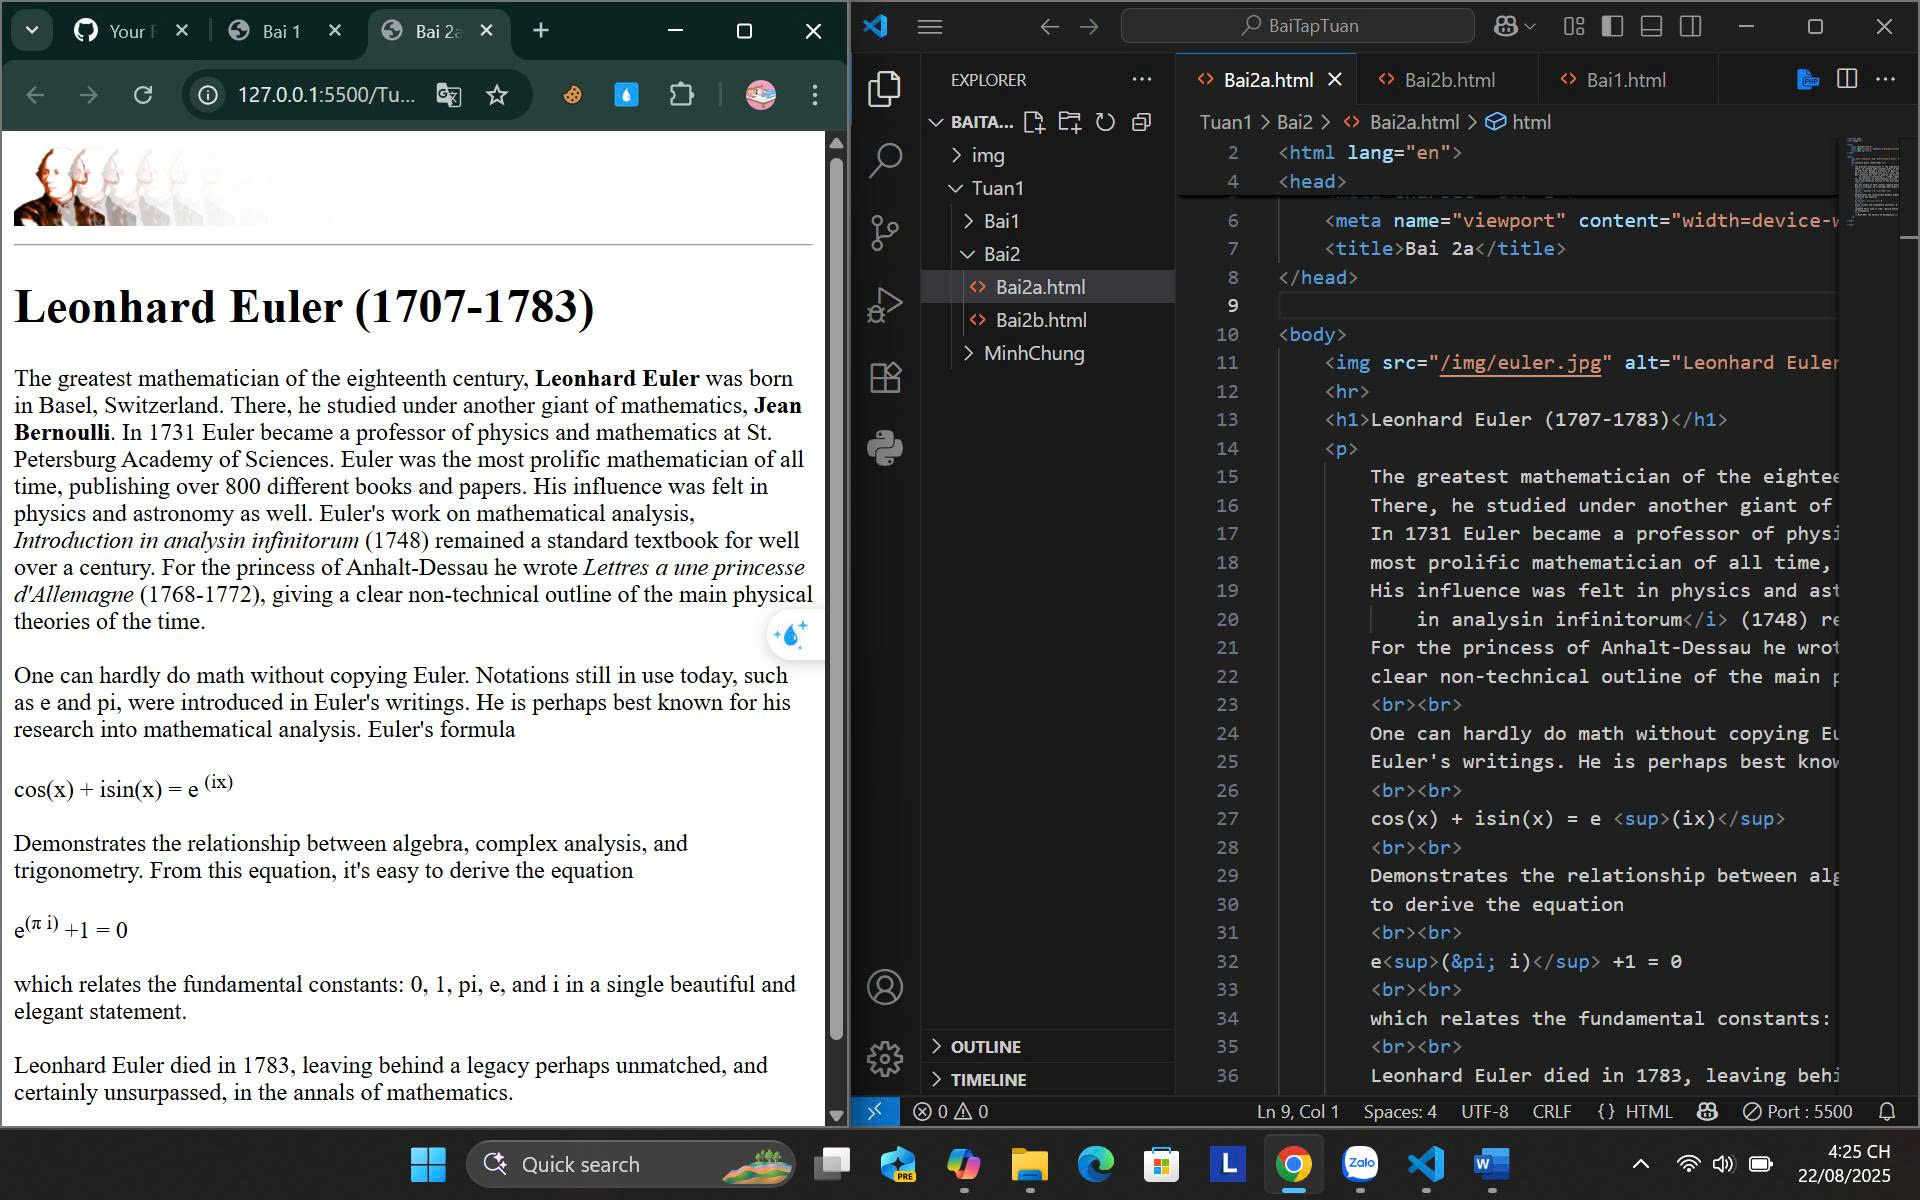 Your
Bai 1
Bai 2a
127.0.0.1:5500/Tu...
Leonhard Euler (1707-1783)
The greatest mathematician of the eighteenth century, Leonhard Euler was born
in Basel, Switzerland. There, he studied under another giant of mathematics, Jean
Bernoulli. In 1731 Euler became a professor of physics and mathematics at St.
Petersburg Academy of Sciences. Euler was the most prolific mathematician of all
time, publishing over 800 different books and papers. His influence was felt in
physics and astronomy as well. Euler's work on mathematical analysis,
Introduction in analysin infinitorum (1748) remained a standard textbook for well
over a century. For the princess of Anhalt-Dessau he wrote Lettres a une princesse
d'Allemagne (1768-1772), giving a clear non-technical outline of the main physical
theories of the time.
One can hardly do math without copying Euler. Notations still in use today, such
as e and pi, were introduced in Euler's writings. He is perhaps best known for his
research into mathematical analysis. Euler's formula
cos(x) + isin(x) = e (ix)
Demonstrates the relationship between algebra, complex analysis, and
trigonometry. From this equation, it's easy to derive the equation
e(π i) +1 = 0
which relates the fundamental constants: 0, 1, pi, e, and i in a single beautiful and
elegant statement.
Leonhard Euler died in 1783, leaving behind a legacy perhaps unmatched, and
certainly unsurpassed, in the annals of mathematics.
BaiTapTuan
EXPLORER
BAITA...
img
Tuan1
Bai1
Bai2
Bai2a.html
Bai2b.html
MinhChung
OUTLINE
TIMELINE
Bai2a.html
Bai2b.html
Bai1.html
Tuan1 > Bai2 > Bai2a.html > html
2 <html lang="en">
4 <head>
6 <meta name="viewport" content="width=device-w
7 <title>Bai 2a</title>
8 </head>
9
10 <body>
11 <img src="/img/euler.jpg" alt="Leonhard Euler
12 <hr>
13 <h1>Leonhard Euler (1707-1783)</h1>
14 <p>
15 The greatest mathematician of the eightee
16 There, he studied under another giant of
17 In 1731 Euler became a professor of physi
18 most prolific mathematician of all time,
19 His influence was felt in physics and ast
20 in analysin infinitorum</i> (1748) re
21 For the princess of Anhalt-Dessau he wrot
22 clear non-technical outline of the main p
23 <br><br>
24 One can hardly do math without copying Eu
25 Euler's writings. He is perhaps best know
26 <br><br>
27 cos(x) + isin(x) = e <sup>(ix)</sup>
28 <br><br>
29 Demonstrates the relationship between alg
30 to derive the equation
31 <br><br>
32 e<sup>(&pi; i)</sup> +1 = 0
33 <br><br>
34 which relates the fundamental constants:
35 <br><br>
36 Leonhard Euler died in 1783, leaving behi
0 0
Ln 9, Col 1 Spaces: 4 UTF-8 CRLF {} HTML Port : 5500
Quick search
PRE
L
Zalo
W
4:25 CH
22/08/2025